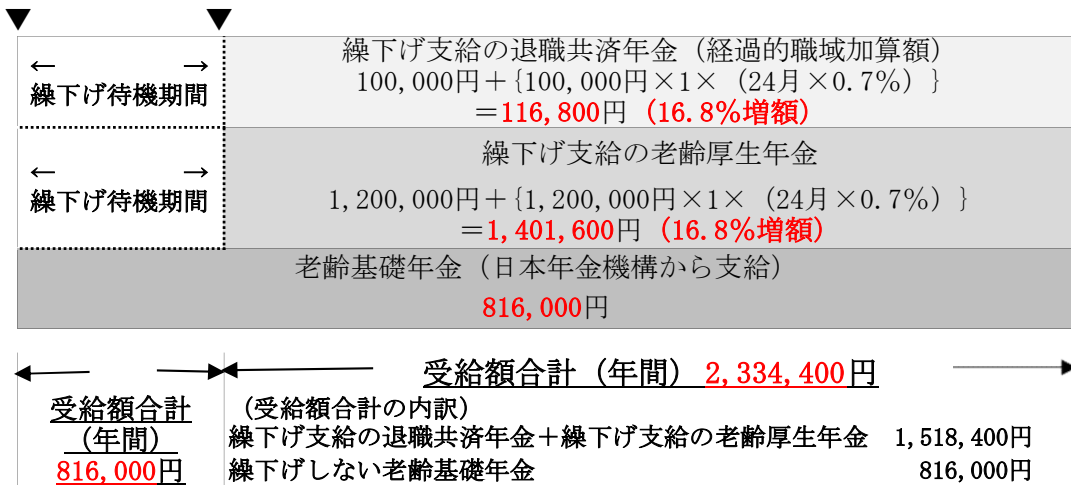 繰下げ支給の退職共済年金（経過的職域加算額）
100,000円＋{100,000円×1×（24月×0.7％）}
＝116,800円（16.8％増額）
←　→
繰下げ待機期間
繰下げ支給の老齢厚生年金
1,200,000円＋{1,200,000円×1×（24月×0.7％）}
＝1,401,600円（16.8％増額）
←　→
繰下げ待機期間
老齢基礎年金（日本年金機構から支給）
816,000円
受給額合計
（年間）
816,000円
受給額合計（年間）2,334,400円
（受給額合計の内訳）
繰下げ支給の退職共済年金＋繰下げ支給の老齢厚生年金　1,518,400円
繰下げしない老齢基礎年金　816,000円